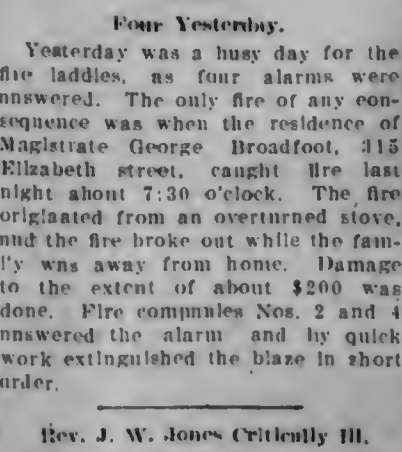 Four Yesterday.
Yesterday was a busy day for the
fire laddies, as four alarms were
answered. The only fire of any con-
sequence was when the residence of
Magistrate George Broadfoot, 315
Elizabeth street, caught fire last
night about 7:30 o'clock. The fire
originated from an overturned stove,
and the fire broke out while the fam-
ily was away from home. Damage
to the extent of about $200 was
done. Fire companies Nos. 2 and 4
answered the alarm and by quick
work extinguished the blaze in short
order.
Rev. J. W. Jones Critically Ill.